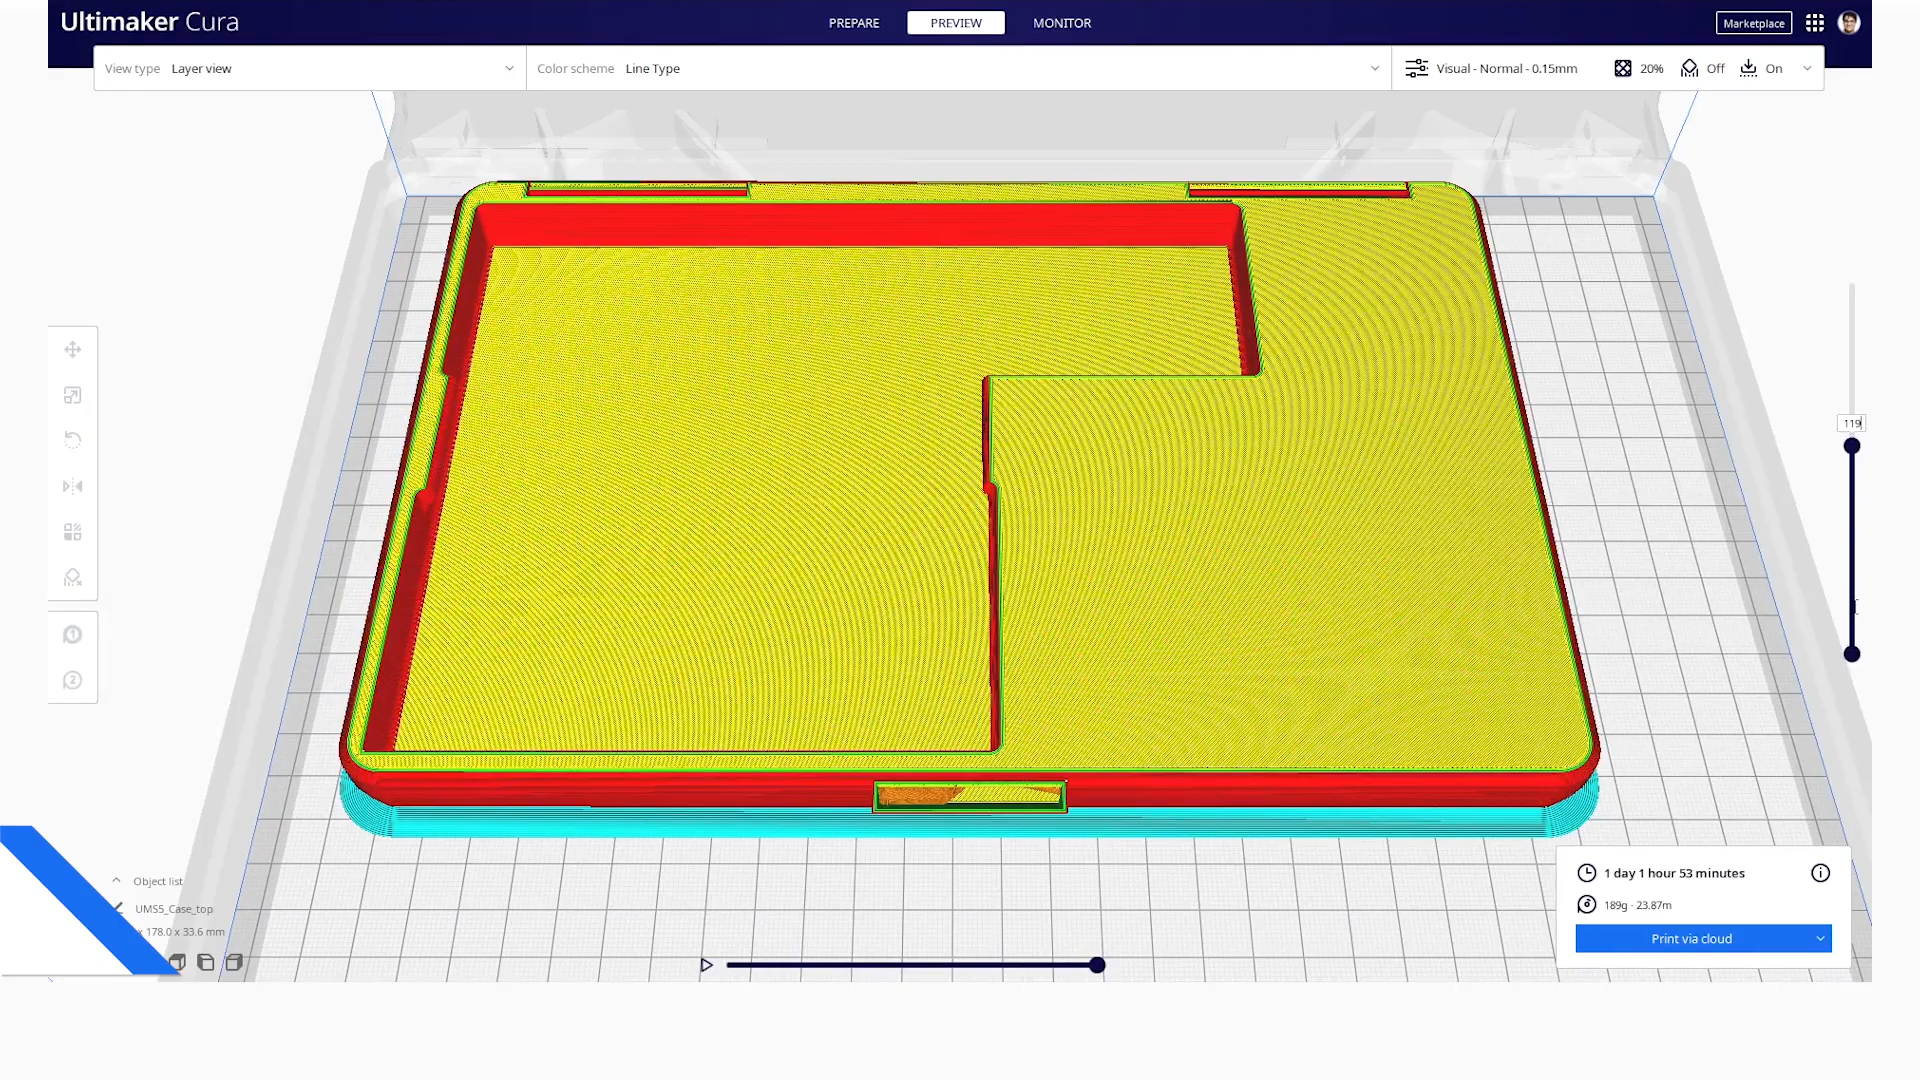 Ultimaker Cura
PREPARE
PREVIEW
MONITOR
Marketplace
View type Layer view
Color scheme Line Type
Visual - Normal - 0.15mm
20%
Off
On
119
1
2
Object list
UMS5_Case_top
x 178.0 x 33.6 mm
1 day 1 hour 53 minutes
189g · 23.87m
Print via cloud